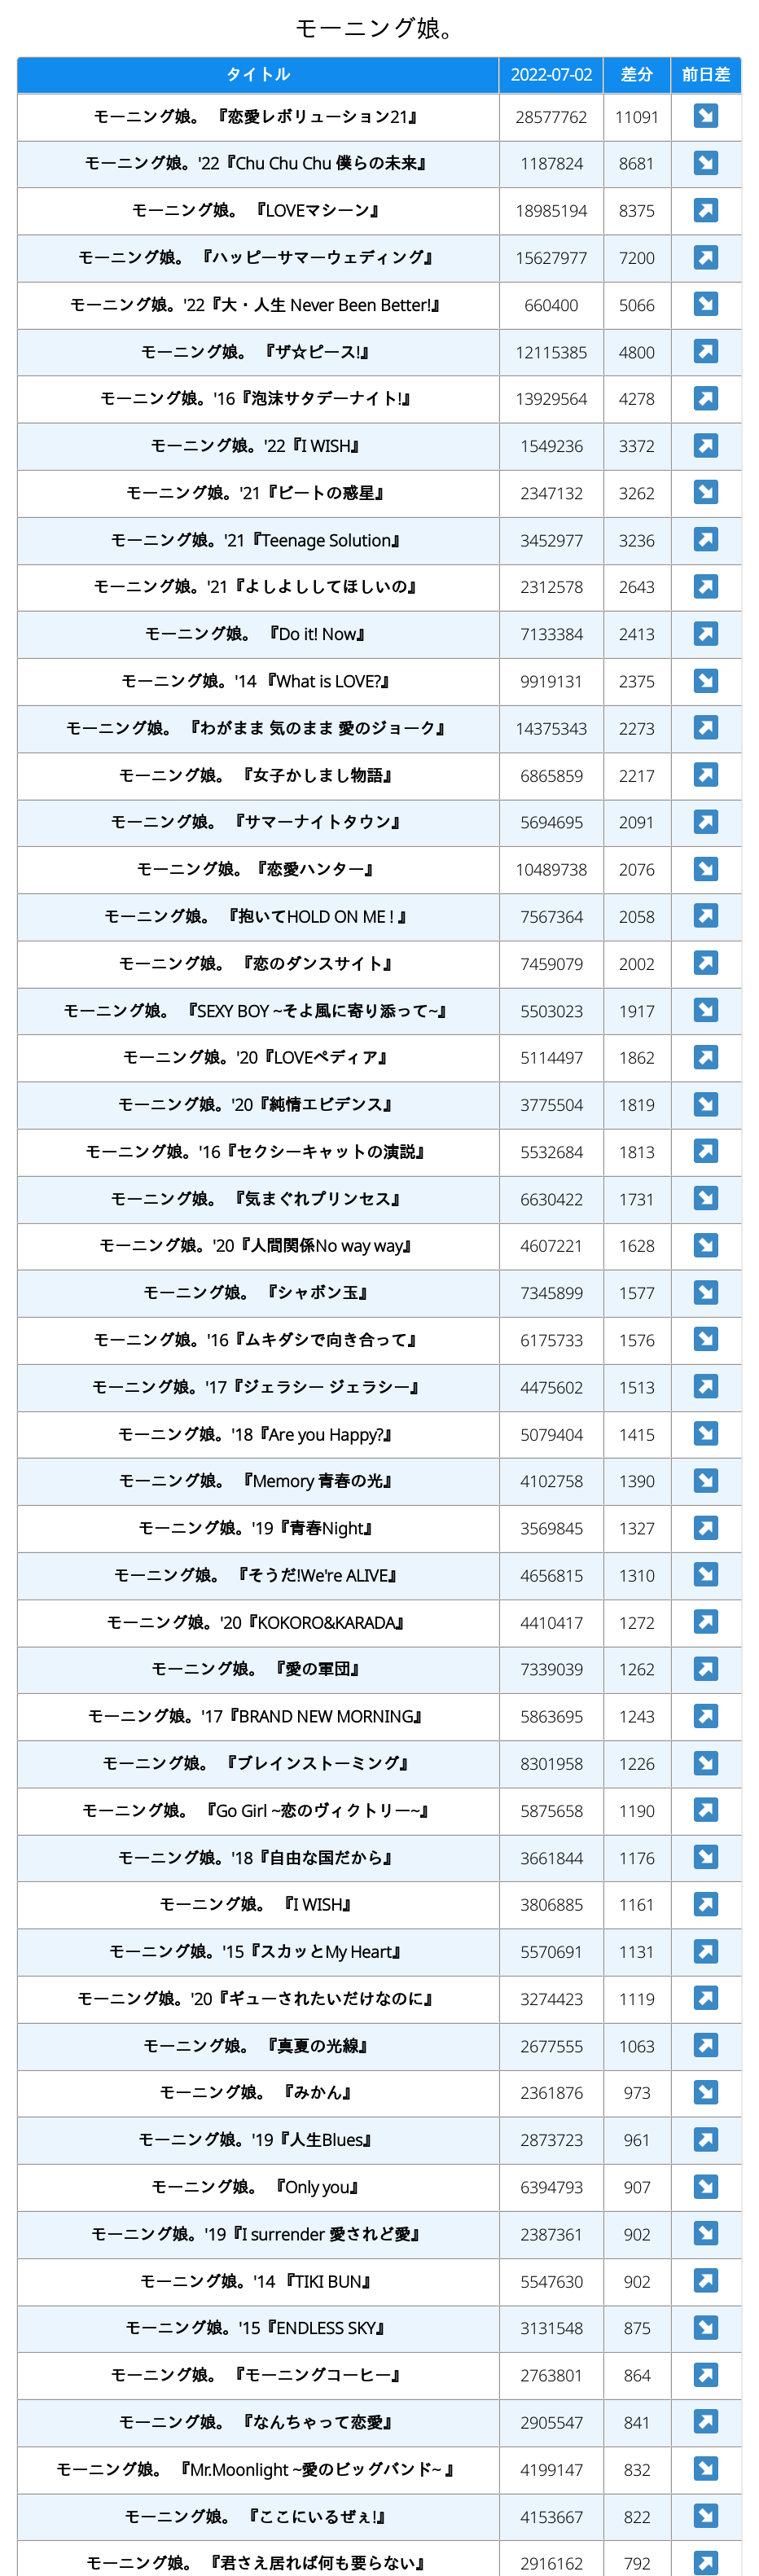 モーニング娘。
タイトル 2022-07-02 差分 前日差
モーニング娘。 『恋愛レボリューション21』 28577762 11091 ↘
モーニング娘。'22『Chu Chu Chu 僕らの未来』 1187824 8681 ↘
モーニング娘。 『LOVEマシーン』 18985194 8375 ↗
モーニング娘。 『ハッピーサマーウェディング』 15627977 7200 ↗
モーニング娘。'22『大・人生 Never Been Better!』 660400 5066 ↘
モーニング娘。 『ザ☆ピース!』 12115385 4800 ↗
モーニング娘。'16『泡沫サタデーナイト!』 13929564 4278 ↗
モーニング娘。'22『I WISH』 1549236 3372 ↗
モーニング娘。'21『ビートの惑星』 2347132 3262 ↘
モーニング娘。'21『Teenage Solution』 3452977 3236 ↗
モーニング娘。'21『よしよししてほしいの』 2312578 2643 ↗
モーニング娘。 『Do it! Now』 7133384 2413 ↗
モーニング娘。'14 『What is LOVE?』 9919131 2375 ↘
モーニング娘。 『わがまま 気のまま 愛のジョーク』 14375343 2273 ↗
モーニング娘。 『女子かしまし物語』 6865859 2217 ↗
モーニング娘。 『サマーナイトタウン』 5694695 2091 ↗
モーニング娘。『恋愛ハンター』 10489738 2076 ↘
モーニング娘。 『抱いてHOLD ON ME ! 』 7567364 2058 ↗
モーニング娘。 『恋のダンスサイト』 7459079 2002 ↗
モーニング娘。 『SEXY BOY ~そよ風に寄り添って~』 5503023 1917 ↘
モーニング娘。'20『LOVEペディア』 5114497 1862 ↗
モーニング娘。'20『純情エビデンス』 3775504 1819 ↘
モーニング娘。'16『セクシーキャットの演説』 5532684 1813 ↗
モーニング娘。 『気まぐれプリンセス』 6630422 1731 ↘
モーニング娘。'20『人間関係No way way』 4607221 1628 ↘
モーニング娘。 『シャボン玉』 7345899 1577 ↘
モーニング娘。'16『ムキダシで向き合って』 6175733 1576 ↘
モーニング娘。'17『ジェラシー ジェラシー』 4475602 1513 ↗
モーニング娘。'18『Are you Happy?』 5079404 1415 ↘
モーニング娘。 『Memory 青春の光』 4102758 1390 ↘
モーニング娘。'19『青春Night』 3569845 1327 ↗
モーニング娘。 『そうだ!We're ALIVE』 4656815 1310 ↘
モーニング娘。'20『KOKORO&KARADA』 4410417 1272 ↗
モーニング娘。 『愛の軍団』 7339039 1262 ↗
モーニング娘。'17『BRAND NEW MORNING』 5863695 1243 ↗
モーニング娘。 『ブレインストーミング』 8301958 1226 ↘
モーニング娘。 『Go Girl ~恋のヴィクトリー~』 5875658 1190 ↗
モーニング娘。'18『自由な国だから』 3661844 1176 ↘
モーニング娘。 『I WISH』 3806885 1161 ↗
モーニング娘。'15『スカッとMy Heart』 5570691 1131 ↗
モーニング娘。'20『ギューされたいだけなのに』 3274423 1119 ↗
モーニング娘。 『真夏の光線』 2677555 1063 ↗
モーニング娘。 『みかん』 2361876 973 ↘
モーニング娘。'19『人生Blues』 2873723 961 ↗
モーニング娘。 『Only you』 6394793 907 ↘
モーニング娘。'19『I surrender 愛されど愛』 2387361 902 ↘
モーニング娘。'14 『TIKI BUN』 5547630 902 ↗
モーニング娘。'15『ENDLESS SKY』 3131548 875 ↘
モーニング娘。 『モーニングコーヒー』 2763801 864 ↗
モーニング娘。 『なんちゃって恋愛』 2905547 841 ↗
モーニング娘。 『Mr.Moonlight ~愛のビッグバンド~ 』 4199147 832 ↘
モーニング娘。 『ここにいるぜぇ!』 4153667 822 ↘
モーニング娘。 『君さえ居れば何も要らない』 2916162 792 ↗